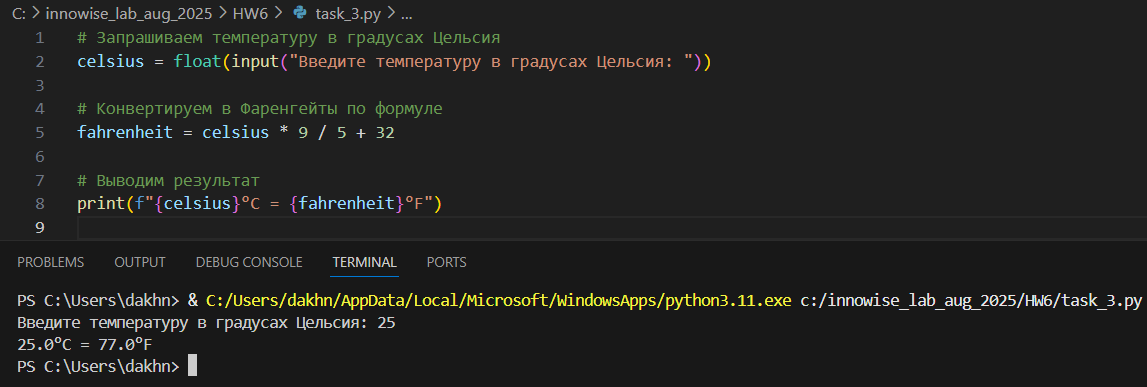 C: > innowise_lab_aug_2025 > HW6 > task_3.py > ...
1 # Запрашиваем температуру в градусах Цельсия
2 celsius = float(input("Введите температуру в градусах Цельсия: "))
3
4 # Конвертируем в Фаренгейты по формуле
5 fahrenheit = celsius * 9 / 5 + 32
6
7 # Выводим результат
8 print(f"{celsius}°C = {fahrenheit}°F")
9
PROBLEMS OUTPUT DEBUG CONSOLE TERMINAL PORTS
PS C:\Users\dakhn> & C:/Users/dakhn/AppData/Local/Microsoft/WindowsApps/python3.11.exe c:/innowise_lab_aug_2025/HW6/task_3.py
Введите температуру в градусах Цельсия: 25
25.0°C = 77.0°F
PS C:\Users\dakhn>